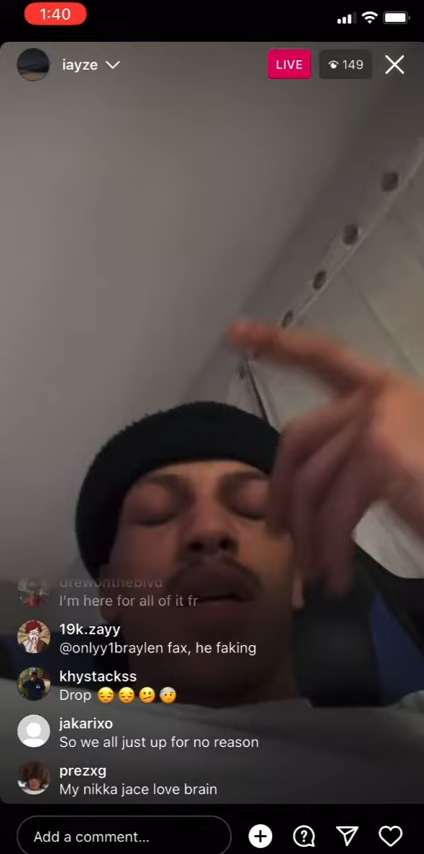 1:40
iayze
LIVE
149
drewontheblvd
I'm here for all of it fr
19k.zayy
@onlyy1braylen fax, he faking
khystackss
Drop 😔😔🫤🤕
jakarixo
So we all just up for no reason
prezxg
My nikka jace love brain
Add a comment...